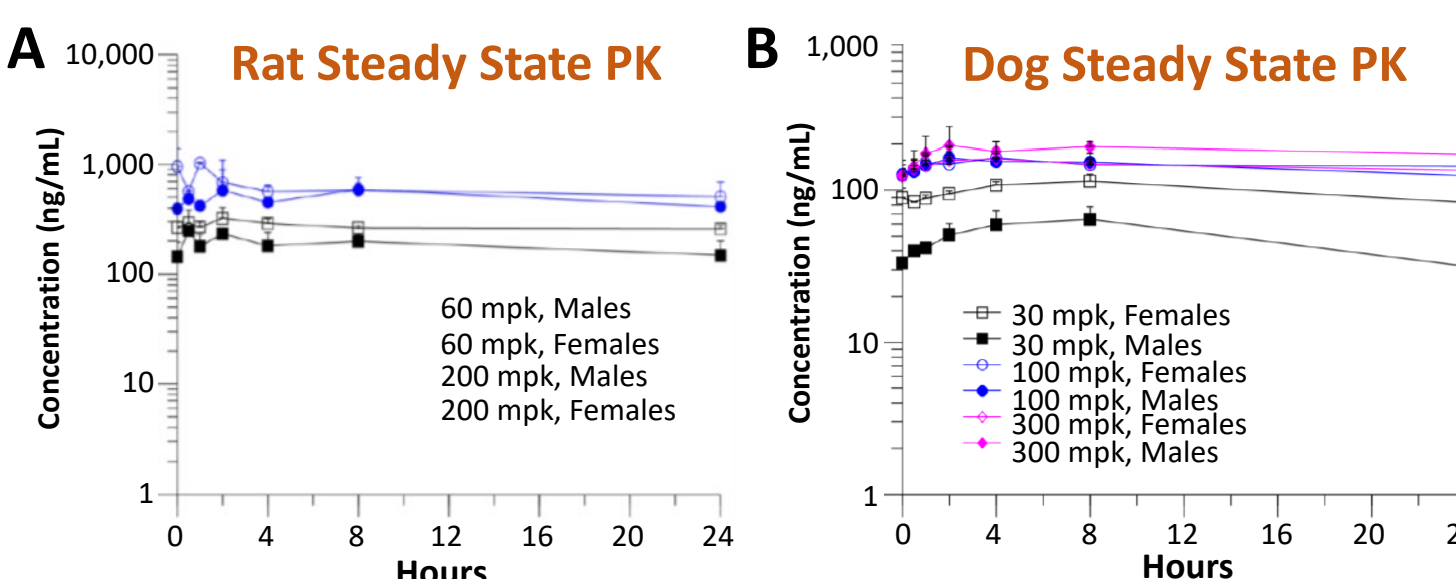 A
Rat Steady State PK
Concentration (ng/mL)
10,000
1,000
100
10
1
60 mpk, Males
60 mpk, Females
200 mpk, Males
200 mpk, Females
0 4 8 12 16 20 24
Hours
B
Dog Steady State PK
Concentration (ng/mL)
1,000
100
10
1
30 mpk, Females
30 mpk, Males
100 mpk, Females
100 mpk, Males
300 mpk, Females
300 mpk, Males
0 4 8 12 16 20 2
Hours